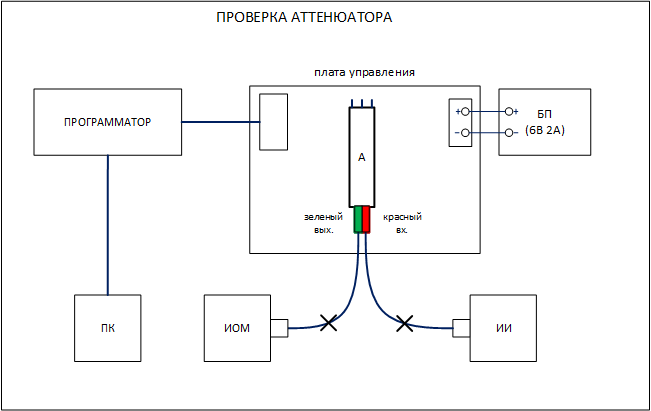 ПРОВЕРКА АТТЕНЮАТОРА
плата управления
ПРОГРАММАТОР
А
+
+
–
–
БП
(6В 2А)
зеленый
вых.
красный
вх.
ПК
ИОМ
ИИ